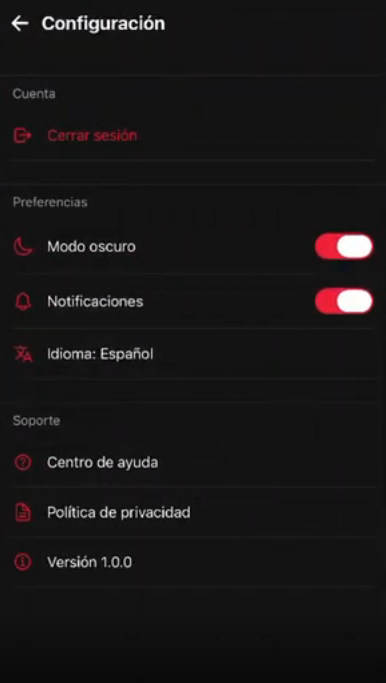 Configuración
Cuenta
Cerrar sesión
Preferencias
Modo oscuro
Notificaciones
Idioma: Español
Soporte
Centro de ayuda
Política de privacidad
Versión 1.0.0